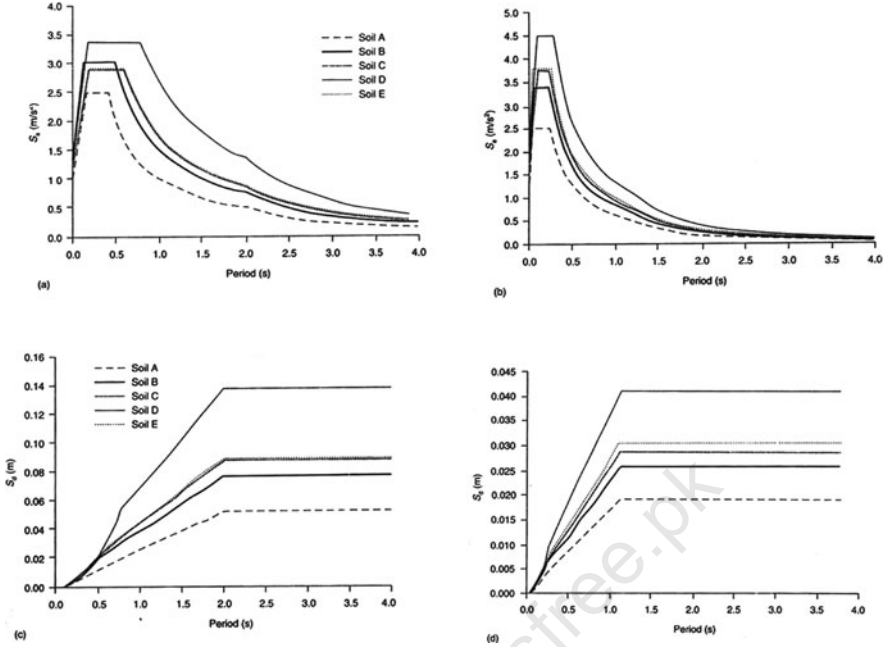 4.0
3.5
3.0
2.5
2.0
1.5
1.0
0.5
0.0
Sa (m/s²)
Soil A
Soil B
Soil C
Soil D
Soil E
0.0 0.5 1.0 1.5 2.0 2.5 3.0 3.5 4.0
Period (s)
(a)
5.0
4.5
4.0
3.5
3.0
2.5
2.0
1.5
1.0
0.5
0.0
Sa (m/s²)
0.0 0.5 1.0 1.5 2.0 2.5 3.0 3.5 4.0
Period (s)
(b)
0.16
0.14
0.12
0.10
0.08
0.06
0.04
0.02
0.00
Sd (m)
Soil A
Soil B
Soil C
Soil D
Soil E
0.0 0.5 1.0 1.5 2.0 2.5 3.0 3.5 4.0
Period (s)
(c)
0.045
0.040
0.035
0.030
0.025
0.020
0.015
0.010
0.005
0.000
(m)
0.0 0.5 1.0 1.5 2.0 2.5 3.0 3.5 4.0
Period (s)
(d)
free.pk